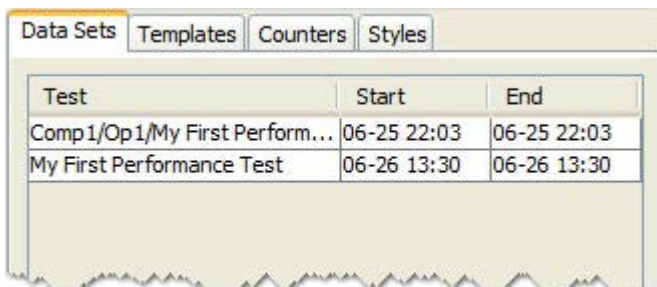 Data Sets Templates Counters Styles
Test Start End
Comp1/Op1/My First Perform... 06-25 22:03 06-25 22:03
My First Performance Test 06-26 13:30 06-26 13:30